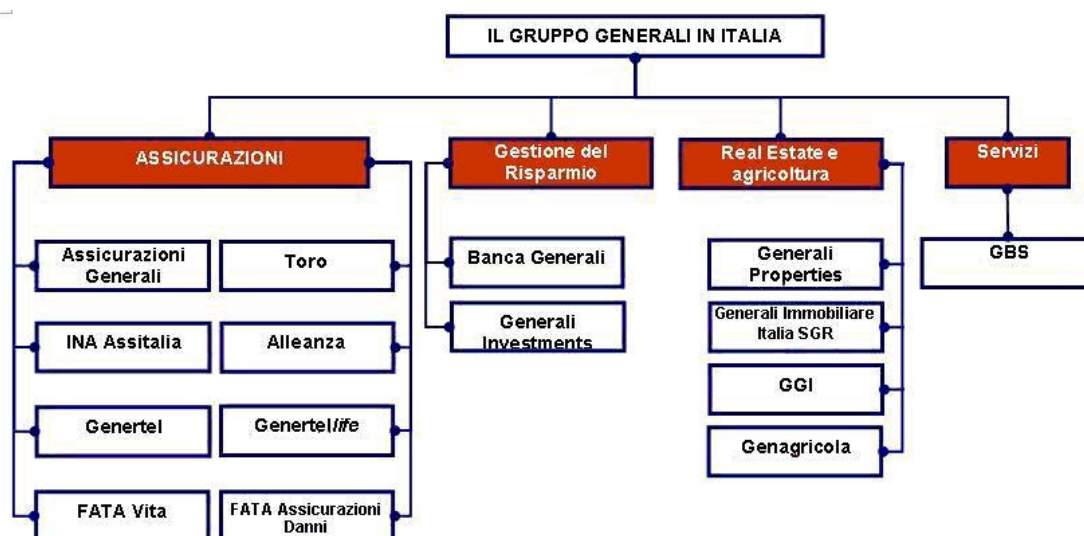 IL GRUPPO GENERALI IN ITALIA
ASSICURAZIONI
Gestione del
Risparmio
Real Estate e
agricoltura
Servizi
Assicurazioni
Generali
Toro
Banca Generali
Generali
Properties
GBS
INA Assitalia
Alleanza
Generali
Investments
Generali Immobiliare
Italia SGR
GGI
Genertel
Genertellife
Genagricola
FATA Vita
FATA Assicurazioni
Danni